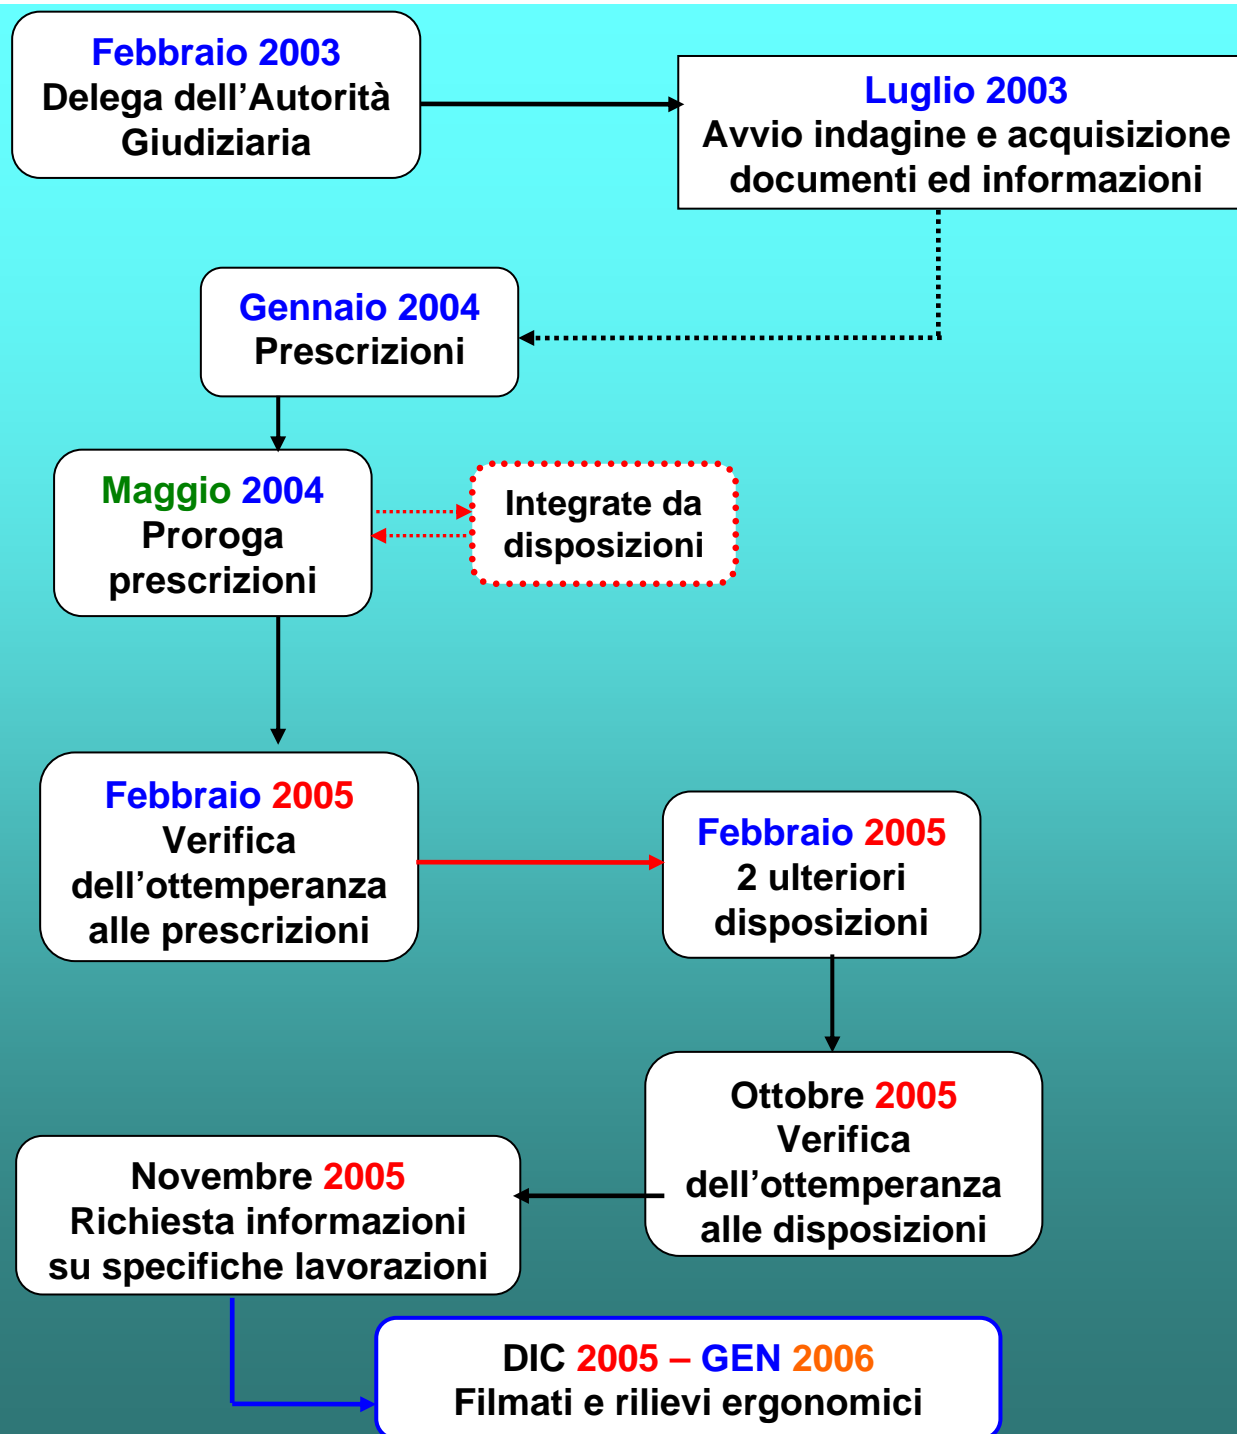 Febbraio 2003
Delega dell’Autorità
Giudiziaria
Luglio 2003
Avvio indagine e acquisizione
documenti ed informazioni
Gennaio 2004
Prescrizioni
Maggio 2004
Proroga
prescrizioni
Integrate da
disposizioni
Febbraio 2005
Verifica
dell’ottemperanza
alle prescrizioni
Febbraio 2005
2 ulteriori
disposizioni
Ottobre 2005
Verifica
dell’ottemperanza
alle disposizioni
Novembre 2005
Richiesta informazioni
su specifiche lavorazioni
DIC 2005 – GEN 2006
Filmati e rilievi ergonomici